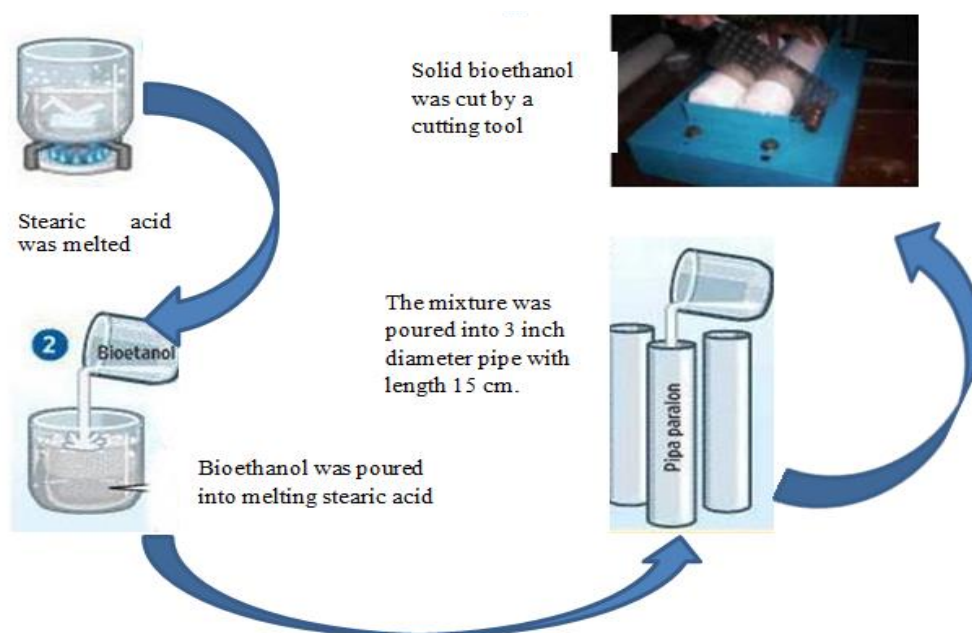 Stearic acid
was melted
2
Bioetanol
Bioethanol was poured
into melting stearic acid
The mixture was
poured into 3 inch
diameter pipe with
length 15 cm.
Pipa paralon
Solid bioethanol
was cut by a
cutting tool